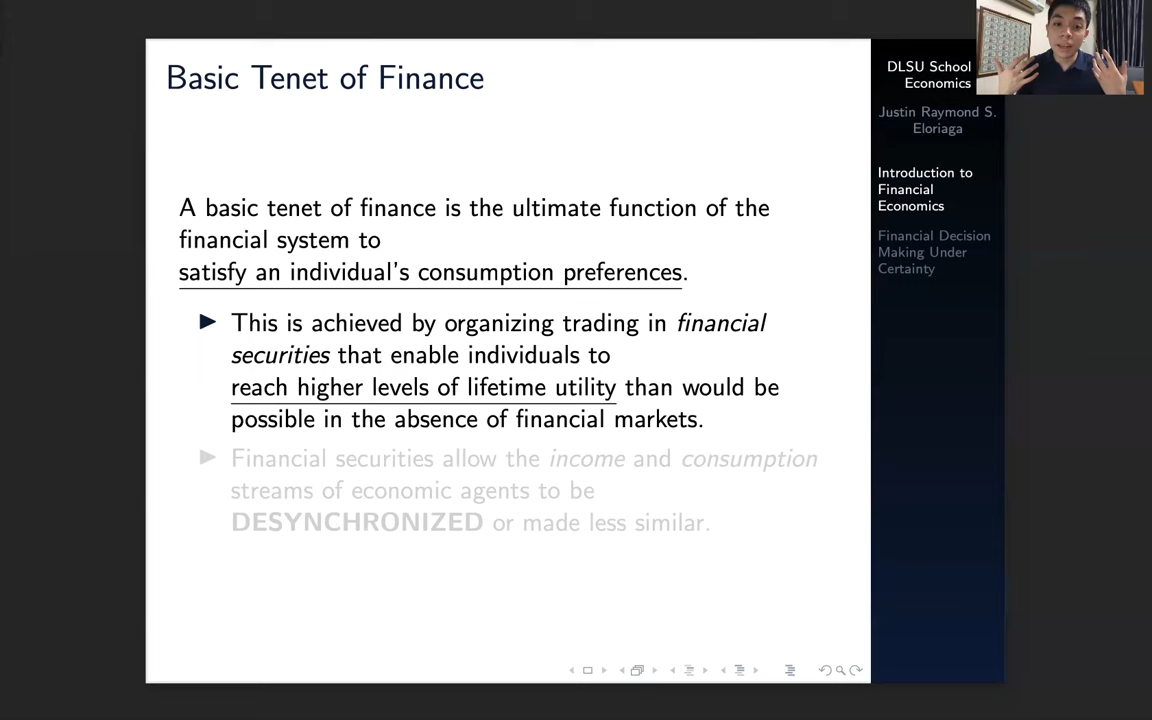 Basic Tenet of Finance
A basic tenet of finance is the ultimate function of the
financial system to
satisfy an individual's consumption preferences.
This is achieved by organizing trading in financial
securities that enable individuals to
reach higher levels of lifetime utility than would be
possible in the absence of financial markets.
Financial securities allow the income and consumption
streams of economic agents to be
DESYNCHRONIZED or made less similar.
DLSU School
Economics
Justin Raymond S.
Eloriaga
Introduction to
Financial
Economics
Financial Decision
Making Under
Certainty